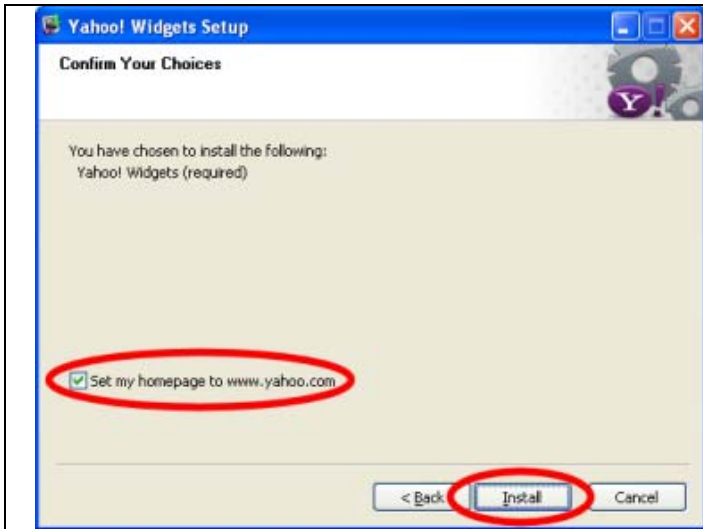 Yahoo! Widgets Setup
Confirm Your Choices
Y!
You have chosen to install the following:
Yahoo! Widgets (required)
Set my homepage to www.yahoo.com
< Back
Install
Cancel